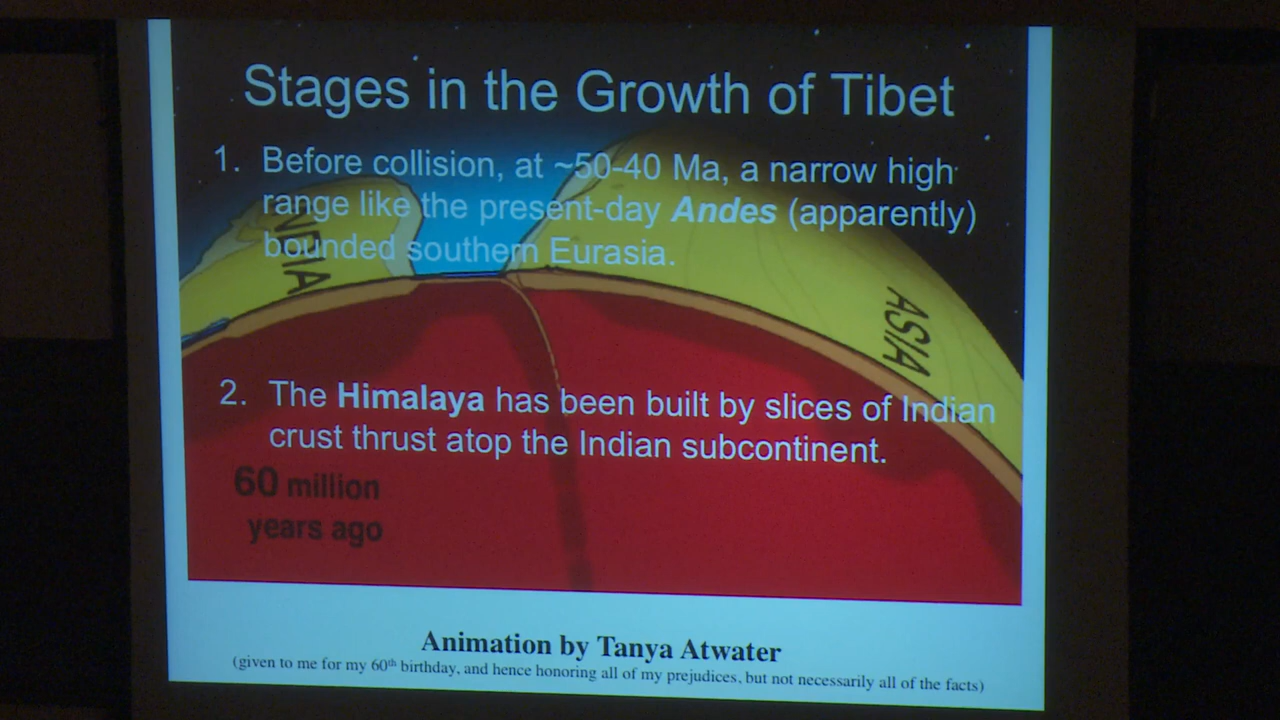 Stages in the Growth of Tibet
1. Before collision, at ~50-40 Ma, a narrow high
range like the present-day Andes (apparently)
bounded southern Eurasia.
INDIA
ASIA
2. The Himalaya has been built by slices of Indian
crust thrust atop the Indian subcontinent.
60 million
years ago
Animation by Tanya Atwater
(given to me for my 60th birthday, and hence honoring all of my prejudices, but not necessarily all of the facts)